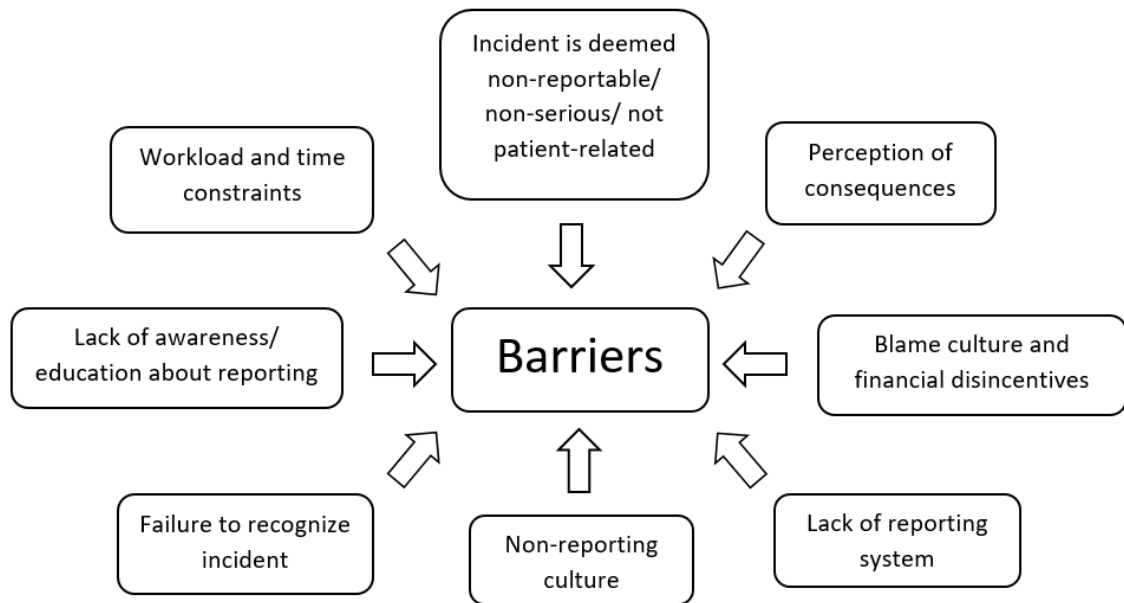 Incident is deemed
non-reportable/
non-serious/ not
patient-related
Workload and time
constraints
Perception of
consequences
Lack of awareness/
education about reporting
Barriers
Blame culture and
financial disincentives
Failure to recognize
incident
Non-reporting
culture
Lack of reporting
system